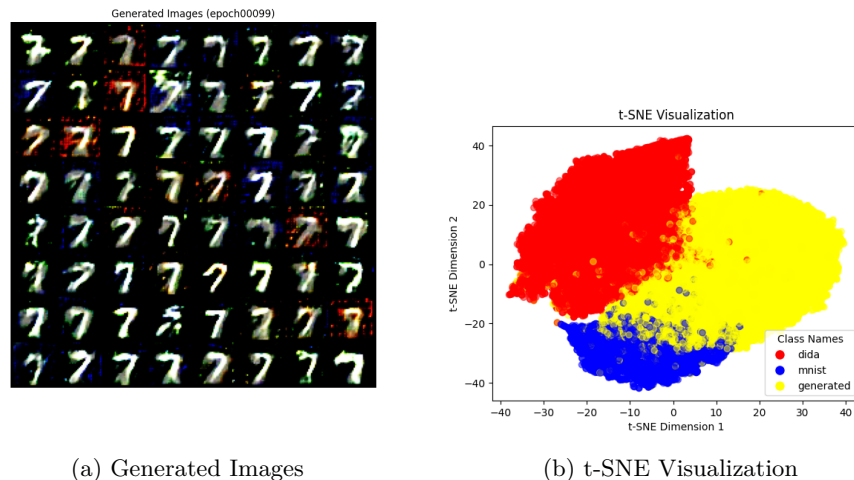 Generated Images (epoch00099)
t-SNE Visualization
t-SNE Dimension 2
40
20
0
−20
−40
−40 −30 −20 −10 0 10 20 30 40
t-SNE Dimension 1
Class Names
dida
mnist
generated
(a) Generated Images
(b) t-SNE Visualization